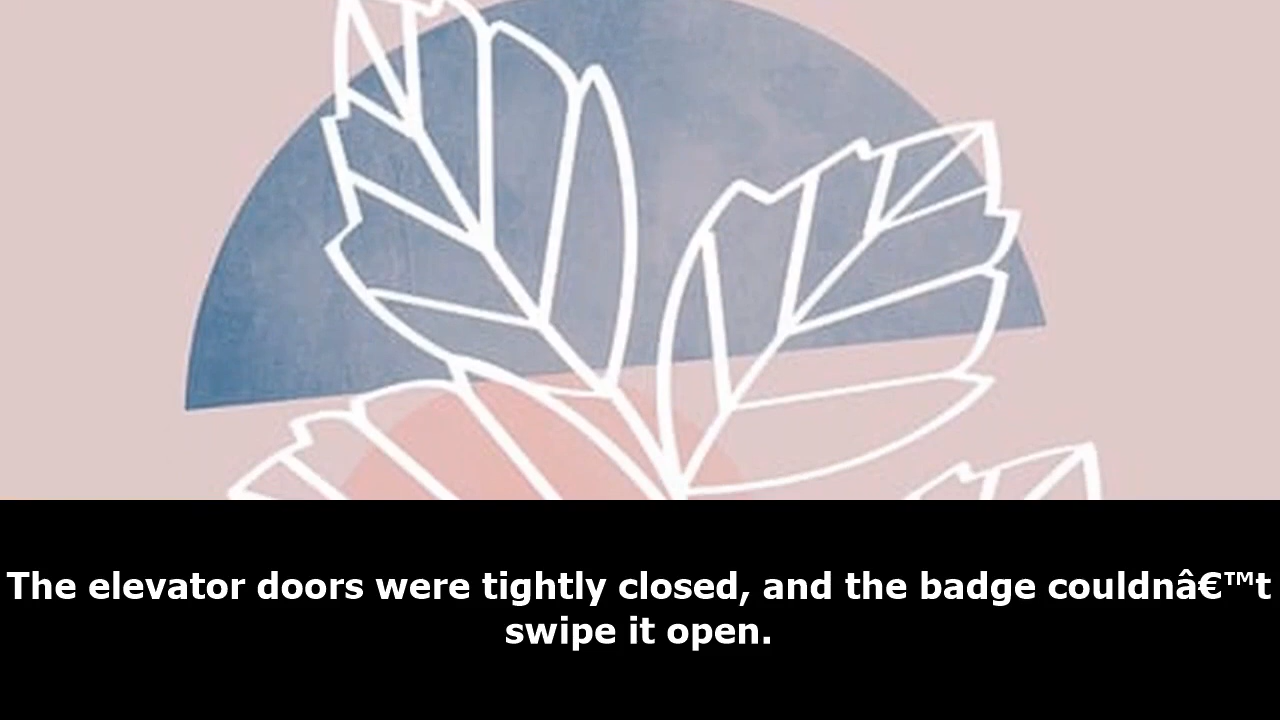 The elevator doors were tightly closed, and the badge couldnâ€™t
swipe it open.